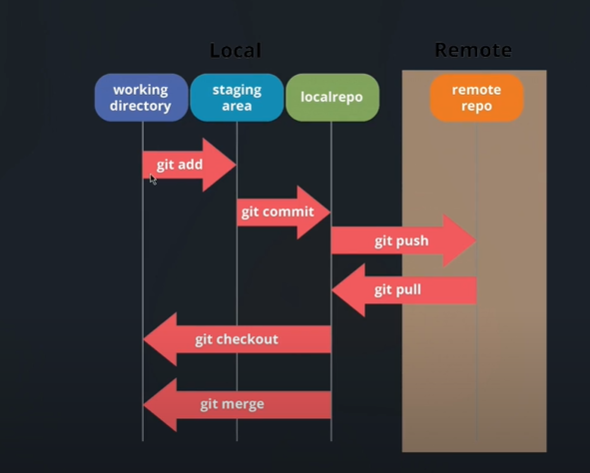 Local
Remote
working
directory
staging
area
localrepo
remote
repo
git add
git commit
git push
git pull
git checkout
git merge